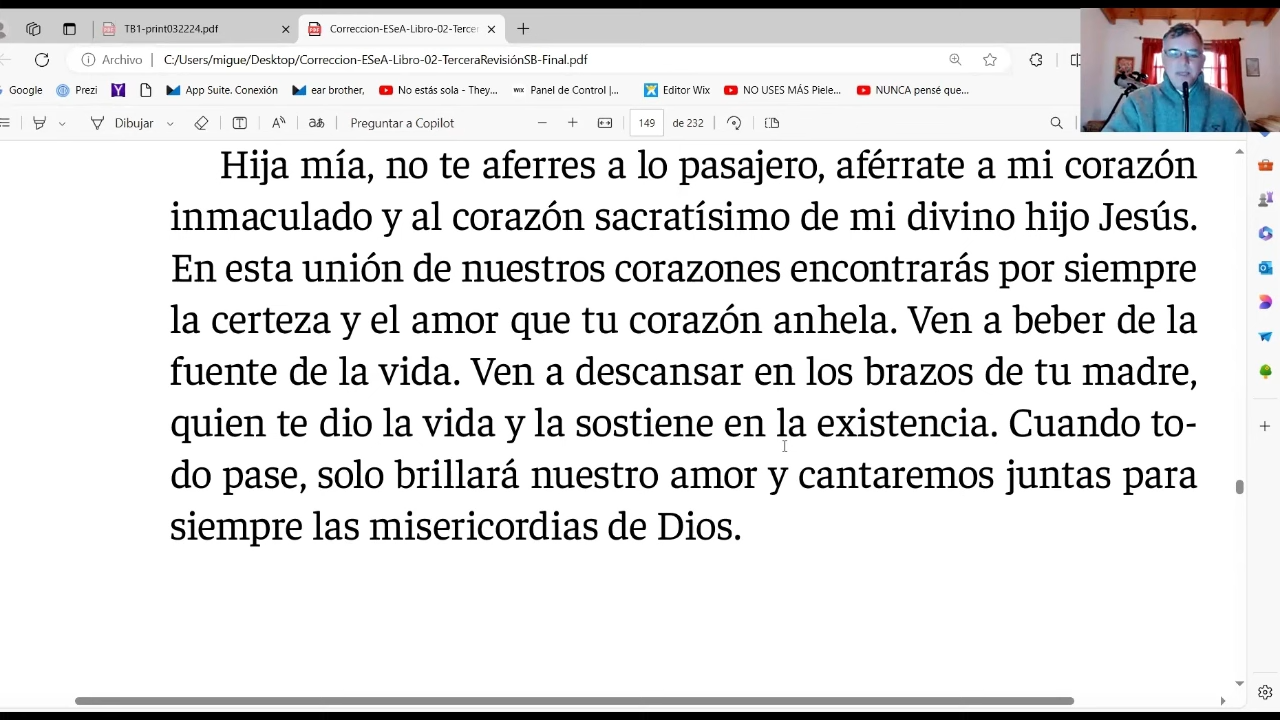 TB1-print032224.pdf
Correccion-ESeA-Libro-02-Terce
Archivo
C:/Users/migue/Desktop/Correccion-ESeA-Libro-02-TerceraRevisiónSB-Final.pdf
Google
Prezi
App Suite. Conexión
ear brother,
No estás sola - They...
WIX Panel de Control |...
Editor Wix
NO USES MÁS Piele...
NUNCA pensé que...
Dibujar
Preguntar a Copilot
149
de 232
Hija mía, no te aferres a lo pasajero, aférrate a mi corazón
inmaculado y al corazón sacratísimo de mi divino hijo Jesús.
En esta unión de nuestros corazones encontrarás por siempre
la certeza y el amor que tu corazón anhela. Ven a beber de la
fuente de la vida. Ven a descansar en los brazos de tu madre,
quien te dio la vida y la sostiene en la existencia. Cuando to-
do pase, solo brillará nuestro amor y cantaremos juntas para
siempre las misericordias de Dios.